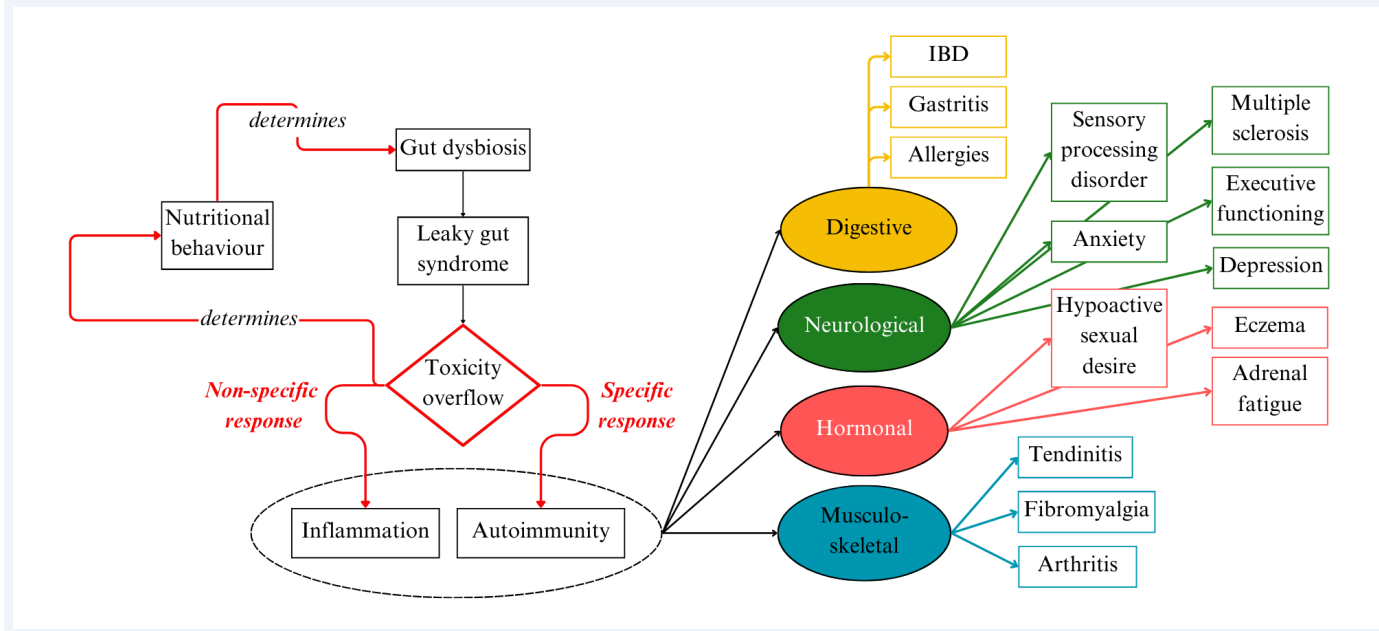 determines
Gut dysbiosis
Nutritional
behaviour
Leaky gut
syndrome
determines
Toxicity
overflow
Non-specific
response
Specific
response
Inflammation
Autoimmunity
Digestive
IBD
Gastritis
Allergies
Neurological
Sensory
processing
disorder
Anxiety
Multiple
sclerosis
Executive
functioning
Depression
Hormonal
Hypoactive
sexual
desire
Eczema
Adrenal
fatigue
Musculo-
skeletal
Tendinitis
Fibromyalgia
Arthritis